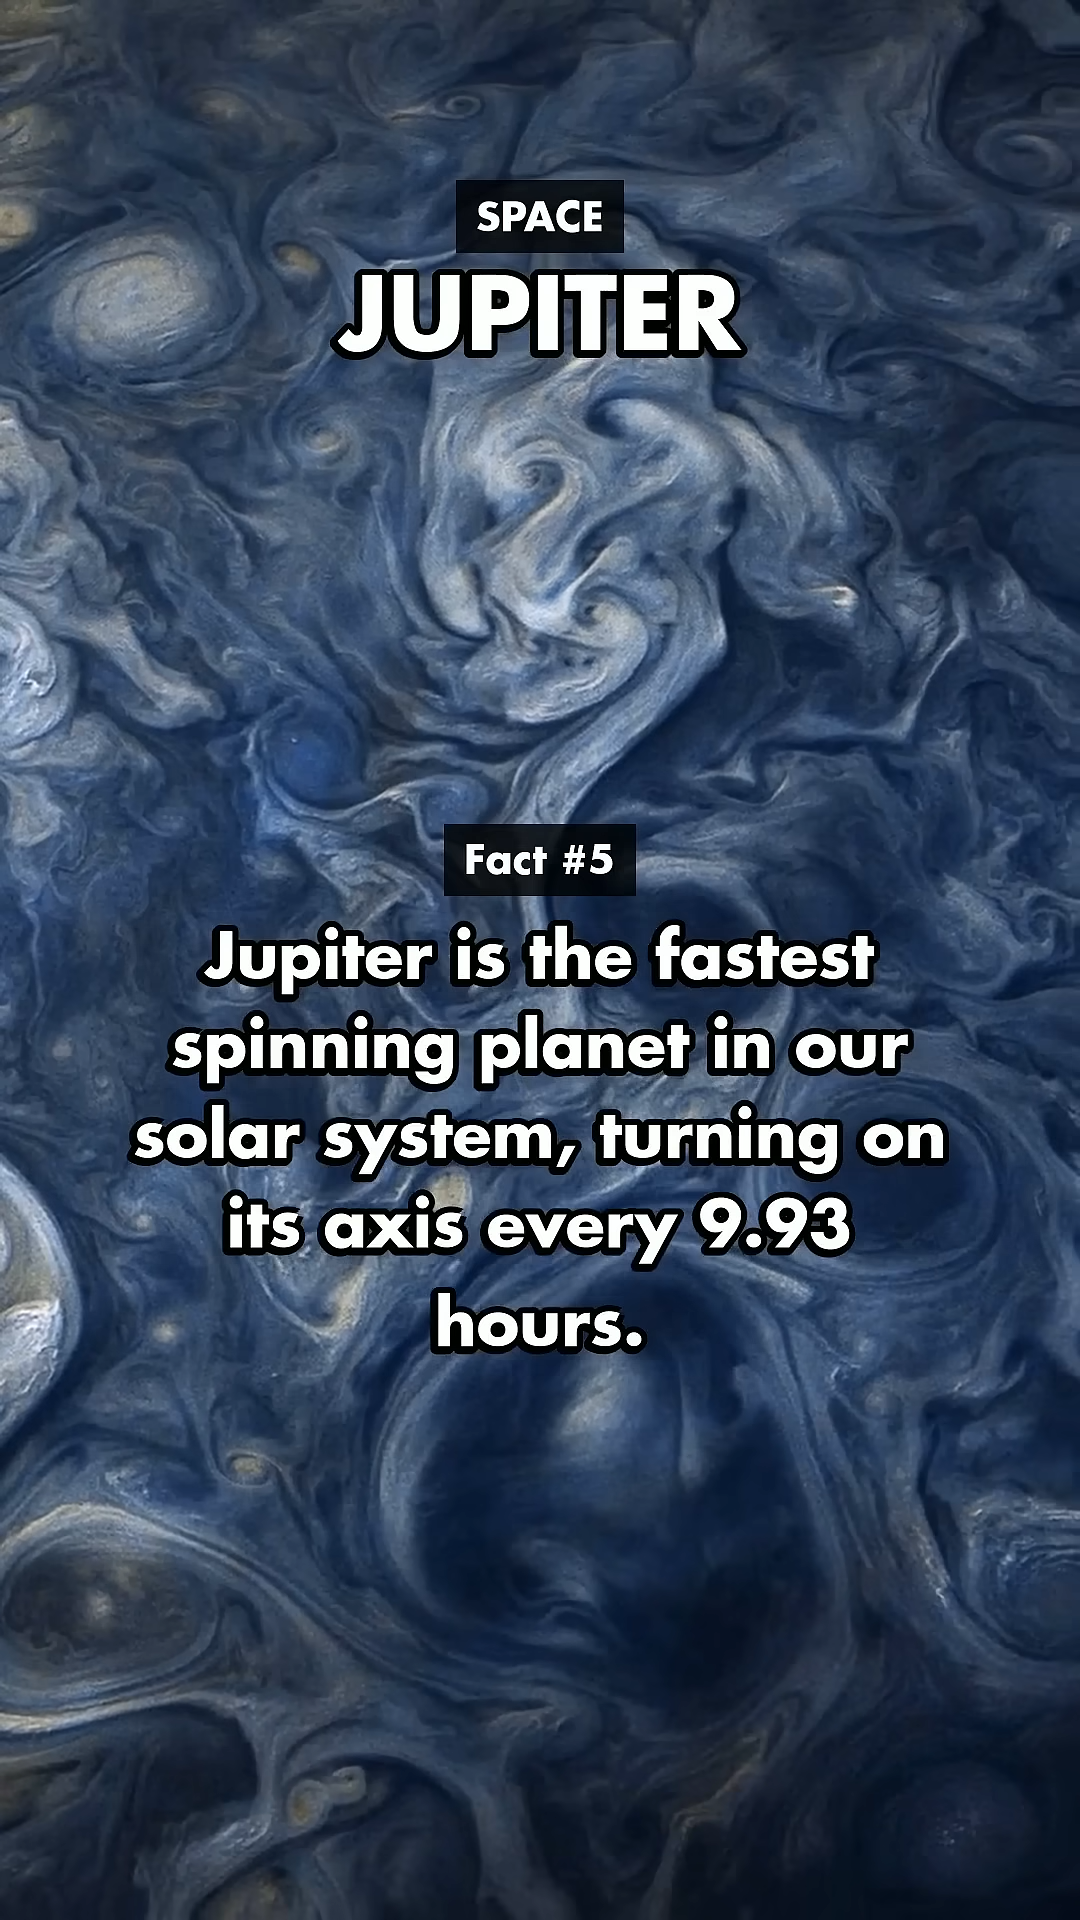 SPACE
JUPITER
Fact #5
Jupiter is the fastest
spinning planet in our
solar system, turning on
its axis every 9.93
hours.